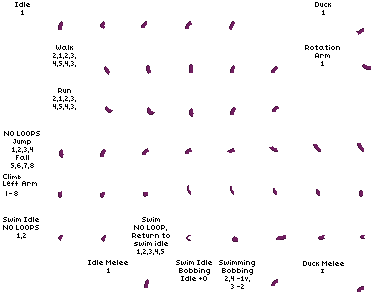 Idle
1
Duck
1
Walk
2,1,2,3,
4,5,4,3,
Rotation
Arm
1
Run
2,1,2,3,
4,5,4,3,
NO LOOPS
Jump
1,2,3,4
Fall
5,6,7,8
Climb
Left Arm
1-8
Swim Idle
NO LOOPS
1,2
Swim
NO LOOP,
Return to
swim idle
1,2,3,4,5
Idle Melee
1
Swim Idle
Bobbing
Idle +0
Swimming
Bobbing
2,4 -1v,
3 -2
Duck Melee
1